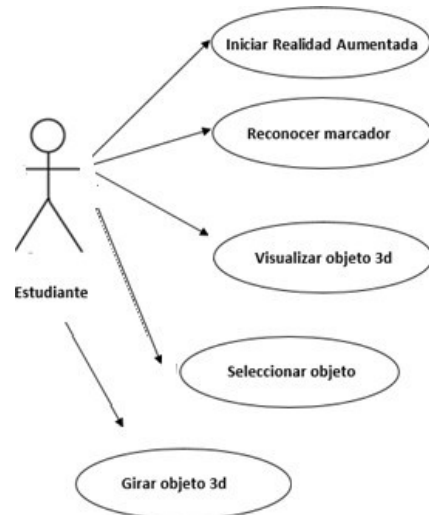 Iniciar Realidad Aumentada
Reconocer marcador
Visualizar objeto 3d
Estudiante
Seleccionar objeto
Girar objeto 3d